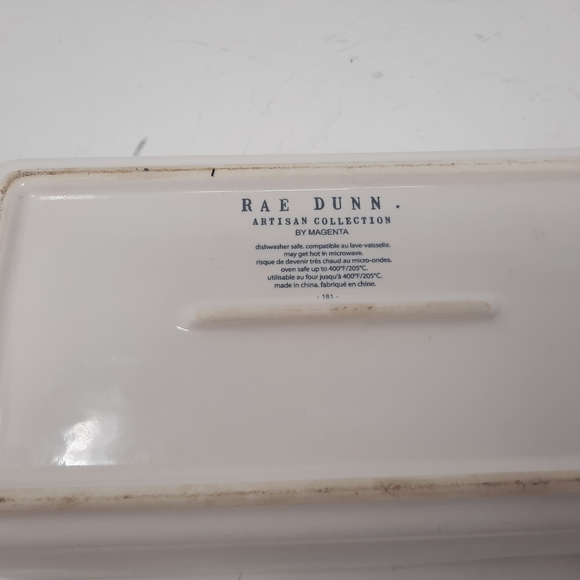 RAE DUNN.
ARTISAN COLLECTION
BY MAGENTA
dishwasher safe. compatible au lave-vaisselle.
may get hot in microwave.
risque de devenir très chaud au micro-ondes.
oven safe up to 400°F/205°C.
utilisable au four jusqu'à 400°F/205°C.
made in china. fabriqué en chine.
- 181 -